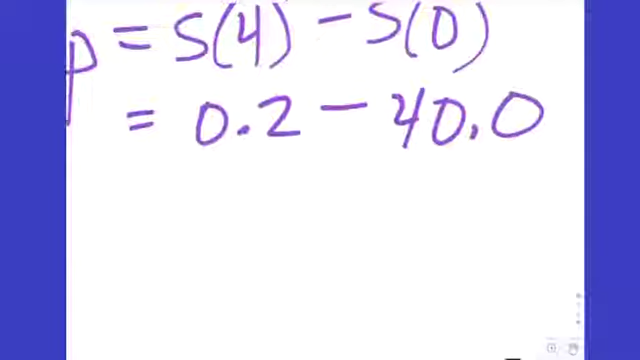 p = S(4) - S(0)
= 0.2 - 40.0